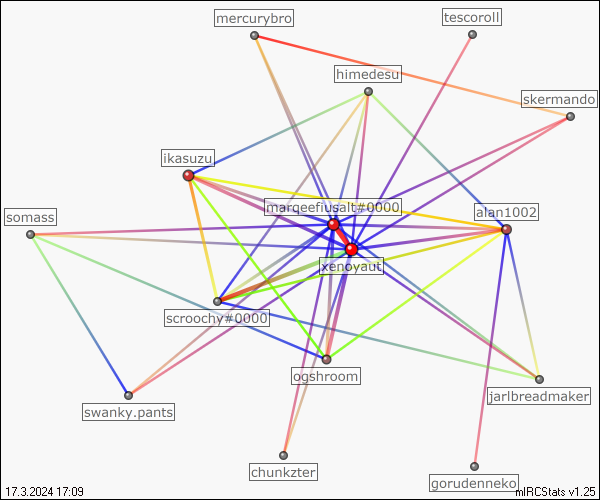 mercurybro
tescoroll
himedesu
skermando
ikasuzu
marqeefiusalt#0000
alan1002
somass
xenoyaut
scroochy#0000
ogshroom
jarlbreadmaker
swanky.pants
chunkzter
gorudenneko
17.3.2024 17:09
mIRCStats v1.25